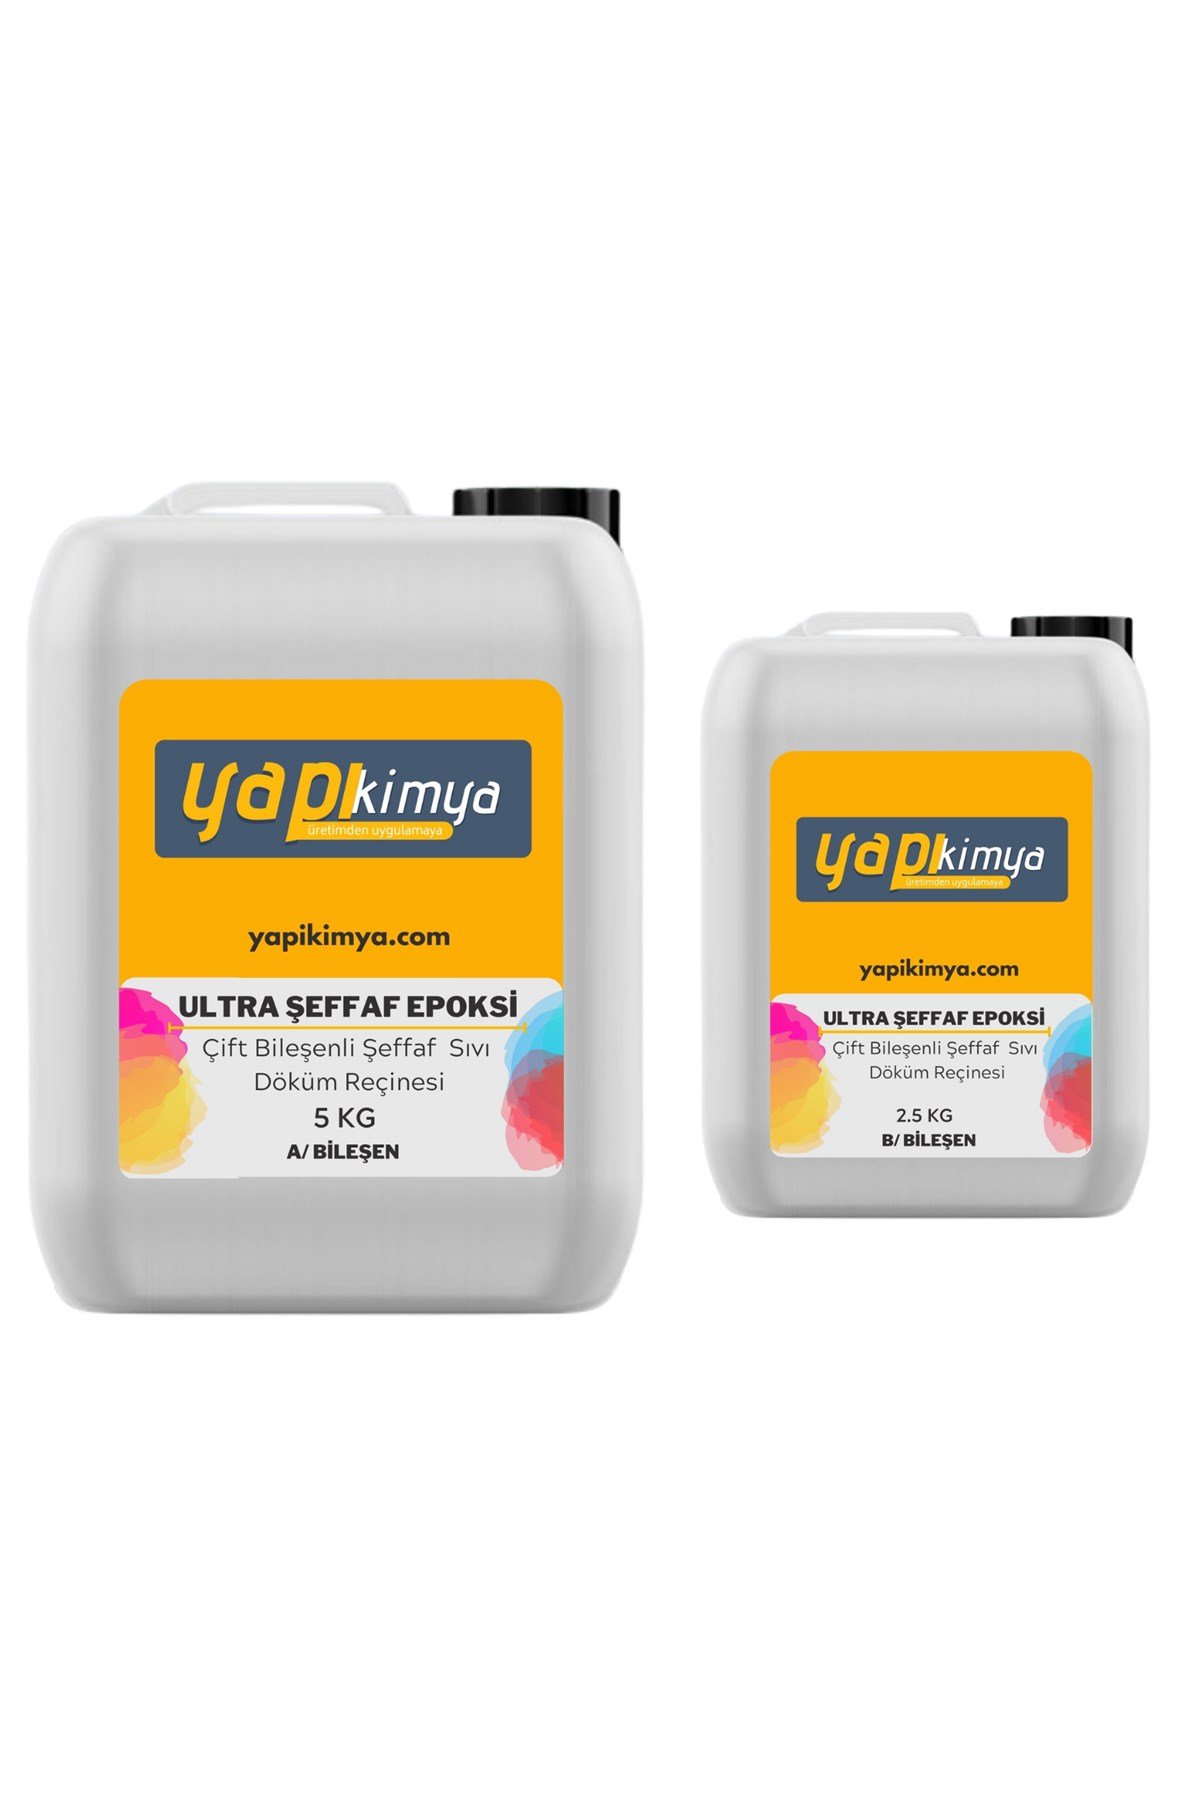 yapıkimya
üretimden uygulamaya
yapikimya.com
ULTRA ŞEFFAF EPOKSİ
Çift Bileşenli Şeffaf Sıvı
Döküm Reçinesi
5 KG
A/ BİLEŞEN
yapıkimya
üretimden uygulamaya
yapikimya.com
ULTRA ŞEFFAF EPOKSİ
Çift Bileşenli Şeffaf Sıvı
Döküm Reçinesi
2.5 KG
B/ BİLEŞEN